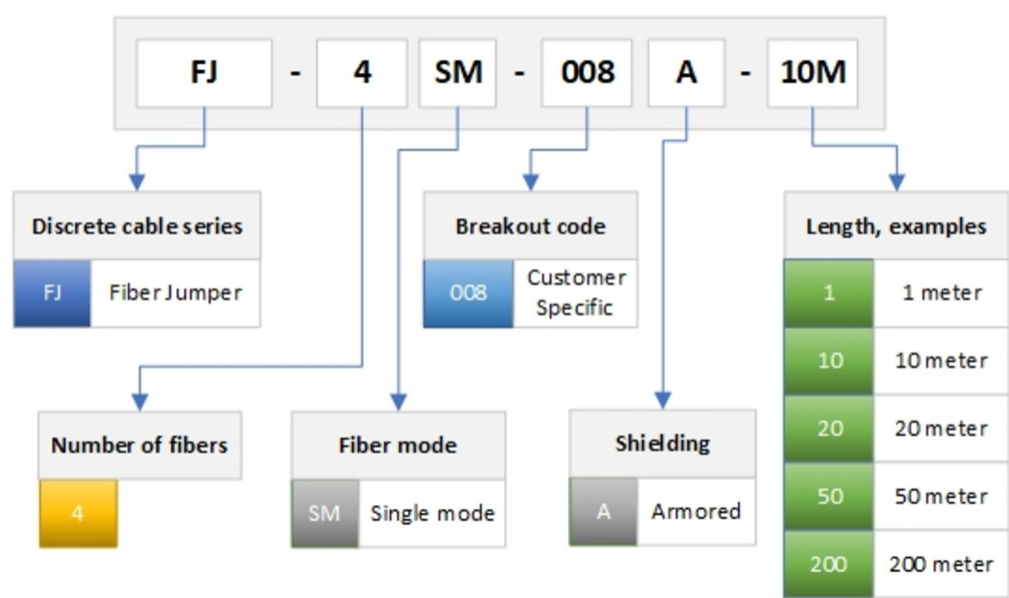 FJ - 4 SM - 008 A - 10M
Discrete cable series
FJ Fiber Jumper
Breakout code
008 Customer
Specific
Length, examples
1 1 meter
10 10 meter
20 20 meter
50 50 meter
200 200 meter
Number of fibers
4
Fiber mode
SM Single mode
Shielding
A Armored